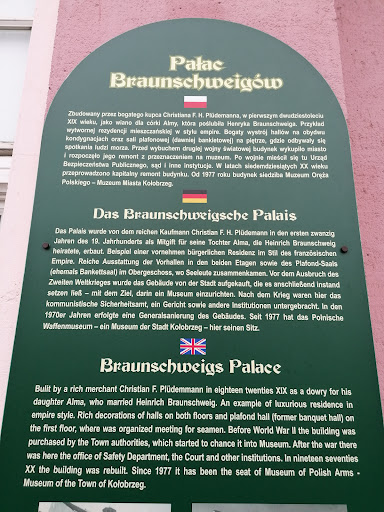 Pałac
Braunschweigów
Zbudowany przez bogatego kupca Christiana F. H. Plüdemanna, w pierwszym dwudziestoleciu
XIX wieku, jako wiano dla córki Almy, która poślubiła Henryka Braunschweiga. Przykład
wytwornej rezydencji mieszczańskiej w stylu empire. Bogaty wystrój hallów na obydwu
kondygnacjach oraz sali plafonowej (dawniej bankietowej) na piętrze, gdzie odbywały się
spotkania ludzi morza. Przed wybuchem drugiej wojny światowej budynek wykupiło miasto
i rozpoczęło jego remont z przeznaczeniem na muzeum. Po wojnie mieścił się tu Urząd
Bezpieczeństwa Publicznego, sąd i inne instytucje. W latach siedemdziesiątych XX wieku
przeprowadzono kapitalny remont budynku. Od 1977 roku budynek siedziba Muzeum Oręża
Polskiego – Muzeum Miasta Kołobrzeg.
Das Braunschweigsche Palais
Das Palais wurde von dem reichen Kaufmann Christian F. H. Plüdemann in den ersten zwanzig
Jahren des 19. Jahrhunderts als Mitgift für seine Tochter Alma, die Heinrich Braunschweig
heiratete, erbaut. Beispiel einer vornehmen bürgerlichen Residenz im Stil des französischen
Empire. Reiche Ausstattung der Vorhallen in den beiden Etagen sowie des Plafond-Saals
(ehemals Bankettsaal) im Obergeschoss, wo Seeleute zusammenkamen. Vor dem Ausbruch des
Zweiten Weltkrieges wurde das Gebäude von der Stadt aufgekauft, die es anschließend instand
setzen ließ – mit dem Ziel, darin ein Museum einzurichten. Nach dem Krieg waren hier das
kommunistische Sicherheitsamt, ein Gericht sowie andere Institutionen untergebracht. In den
1970er Jahren erfolgte eine Generalsanierung des Gebäudes. Seit 1977 hat das Polnische
Waffenmuseum – ein Museum der Stadt Kołobrzeg – hier seinen Sitz.
Braunschweigs Palace
Built by a rich merchant Christian F. Plüdemmann in eighteen twenties XIX as a dowry for his
daughter Alma, who married Heinrich Braunschweig. An example of luxurious residence in
empire style. Rich decorations of halls on both floors and plafond hall (former banquet hall) on
the first floor, where was organized meeting for seamen. Before World War II the building was
purchased by the Town authorities, which started to chance it into Museum. After the war there
was here the office of Safety Department, the Court and other institutions. In nineteen seventies
XX the building was rebuilt. Since 1977 it has been the seat of Museum of Polish Arms -
Museum of the Town of Kołobrzeg.